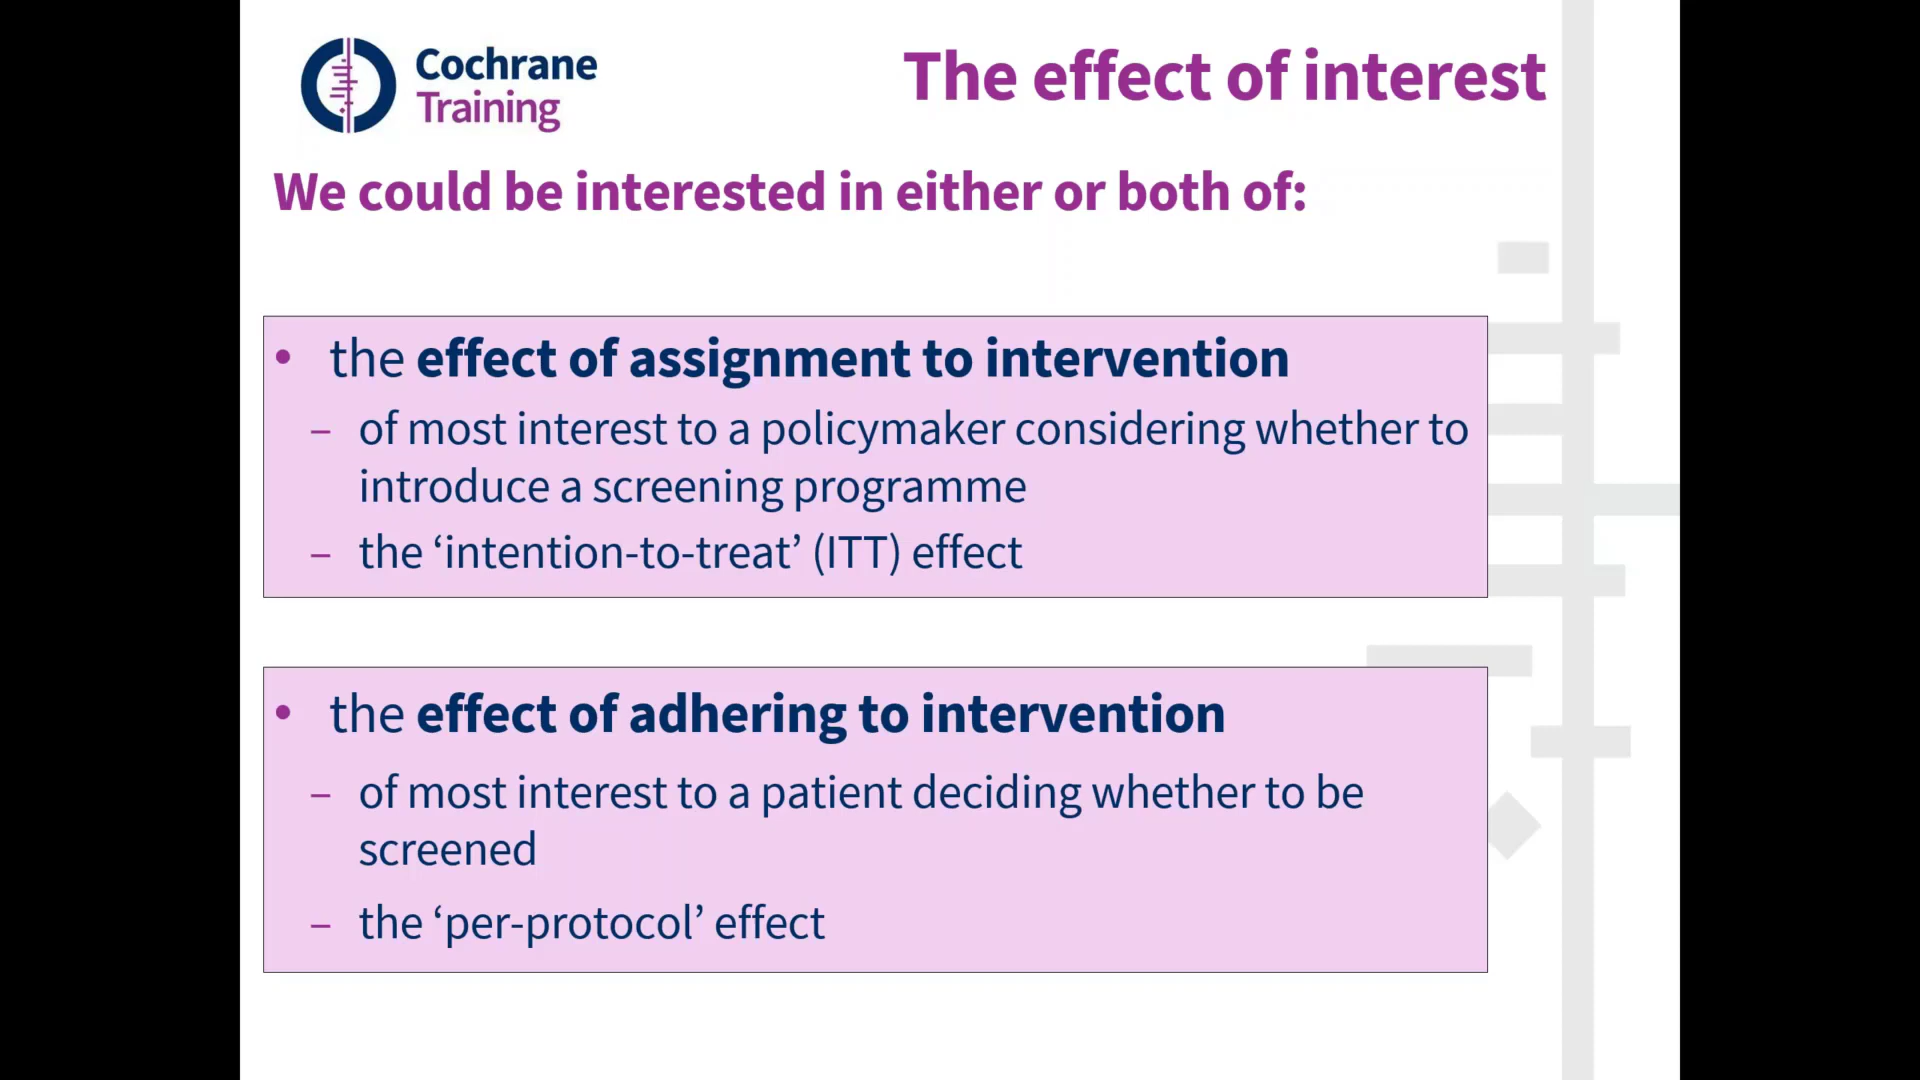 Cochrane
Training
The effect of interest
We could be interested in either or both of:
• the effect of assignment to intervention
– of most interest to a policymaker considering whether to
introduce a screening programme
– the ‘intention-to-treat’ (ITT) effect
• the effect of adhering to intervention
– of most interest to a patient deciding whether to be
screened
– the ‘per-protocol’ effect